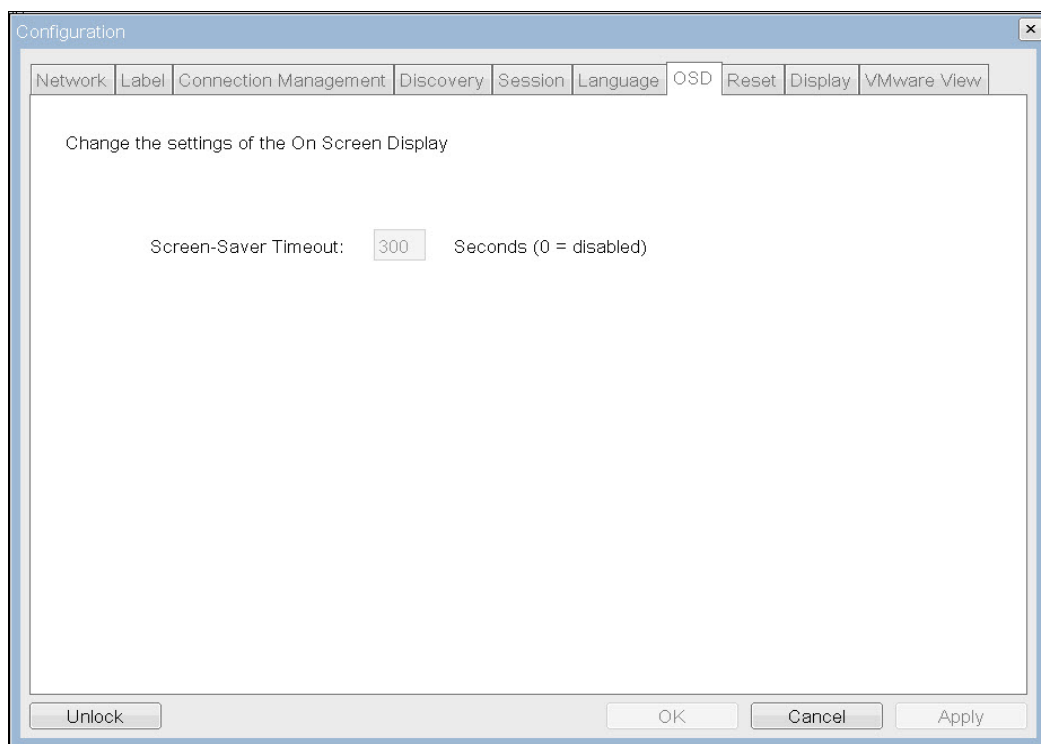 Configuration
Network Label Connection Management Discovery Session Language OSD Reset Display VMware View
Change the settings of the On Screen Display
Screen-Saver Timeout: 300 Seconds (0 = disabled)
Unlock OK Cancel Apply